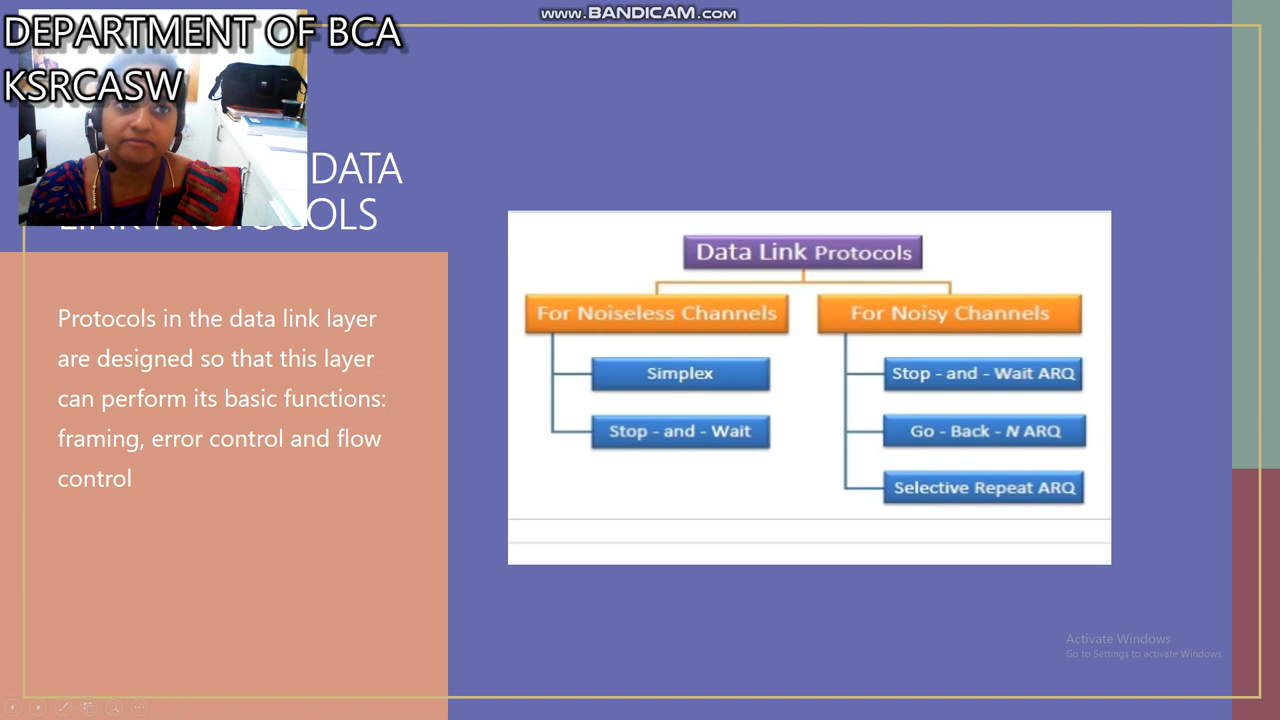 www.BANDICAM.com
DEPARTMENT OF BCA
KSRCASW
DATA
LINK PROTOCOLS
Protocols in the data link layer
are designed so that this layer
can perform its basic functions:
framing, error control and flow
control
Data Link Protocols
For Noiseless Channels
For Noisy Channels
Simplex
Stop - and - Wait
Stop - and - Wait ARQ
Go - Back - N ARQ
Selective Repeat ARQ
Activate Windows
Go to Settings to activate Windows.